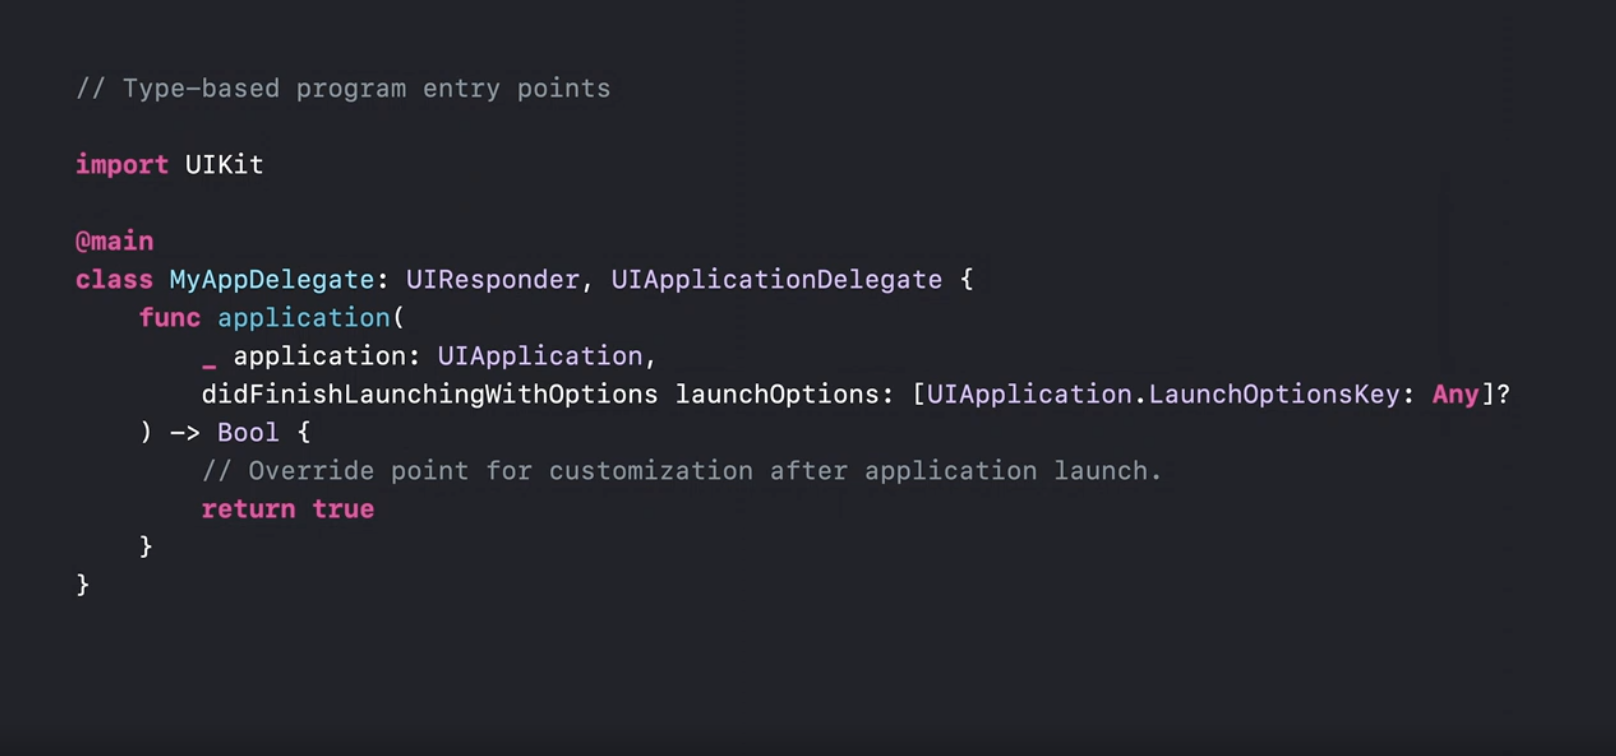 // Type-based program entry points
import UIKit
@main
class MyAppDelegate: UIResponder, UIApplicationDelegate {
    func application(
        _ application: UIApplication,
        didFinishLaunchingWithOptions launchOptions: [UIApplication.LaunchOptionsKey: Any]?
    ) -> Bool {
        // Override point for customization after application launch.
        return true
    }
}